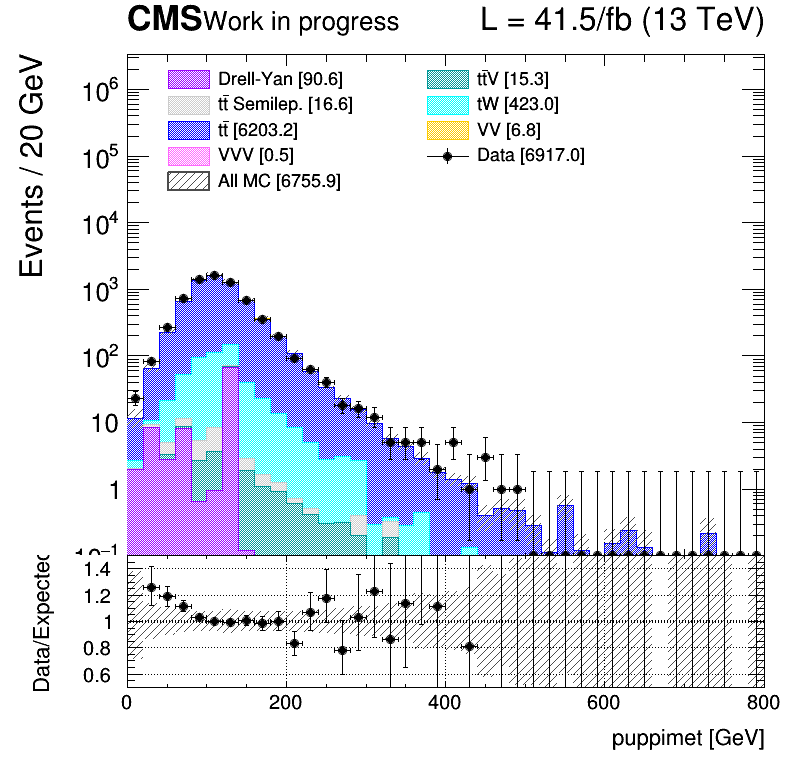 CMS Work in progress L = 41.5/fb (13 TeV)
Events / 20 GeV
Drell-Yan [90.6]
tt̄ Semilep. [16.6]
tt̄ [6203.2]
VVV [0.5]
All MC [6755.9]
tt̄V [15.3]
tW [423.0]
VV [6.8]
Data [6917.0]
10⁶
10⁵
10⁴
10³
10²
10
1
10⁻¹
Data/Expected
1.4
1.2
1
0.8
0.6
0 200 400 600 800
puppimet [GeV]